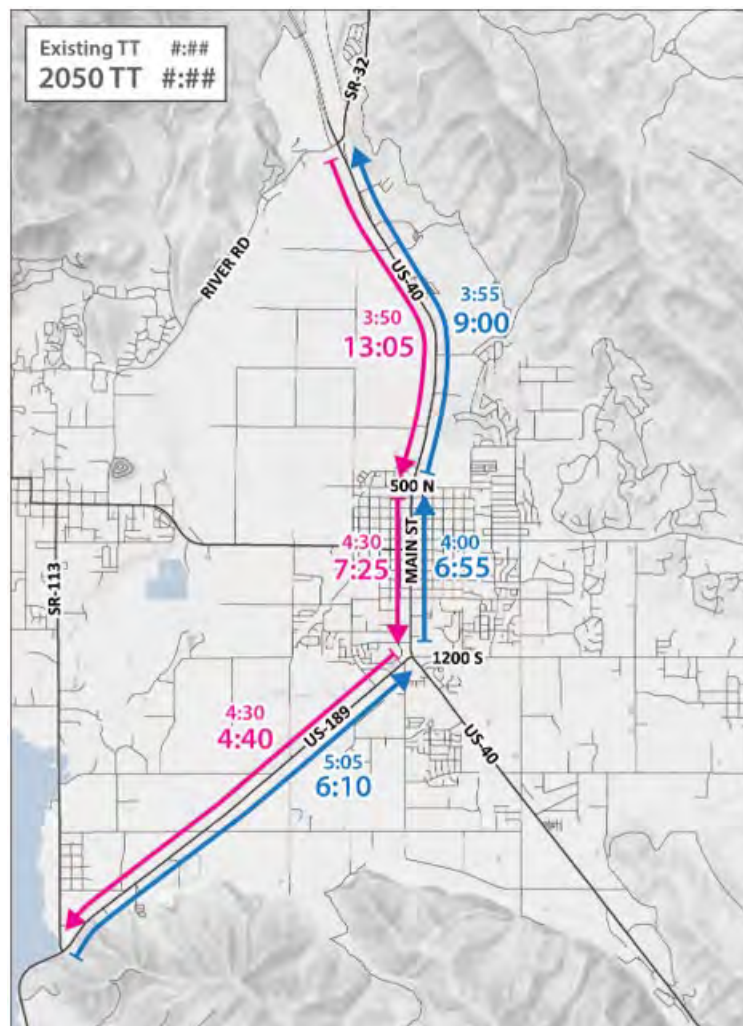 Existing TT #:##
2050 TT #:##
SR-32
RIVER RD
US-40
3:55
9:00
3:50
13:05
500 N
4:30
7:25
MAIN ST
4:00
6:55
SR-113
1200 S
4:30
4:40
US-189
5:05
6:10
US-40